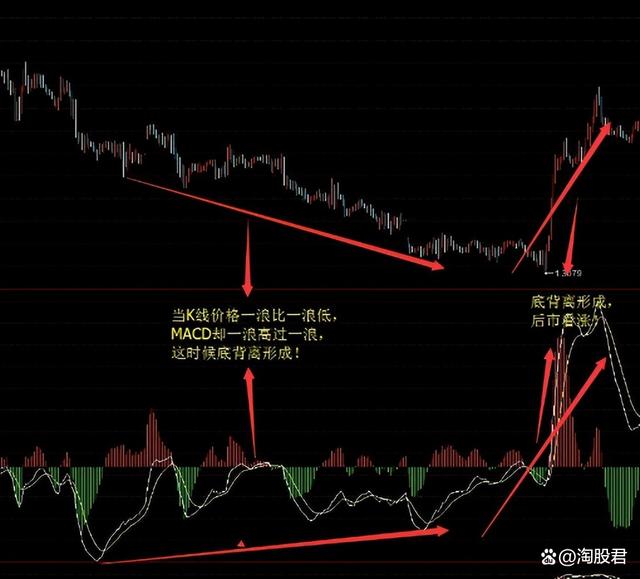 1.3079
当K线价格一浪比一浪低,
MACD却一浪高过一浪,
这时候底背离形成!
底背离形成,
后市看涨!
@淘股君